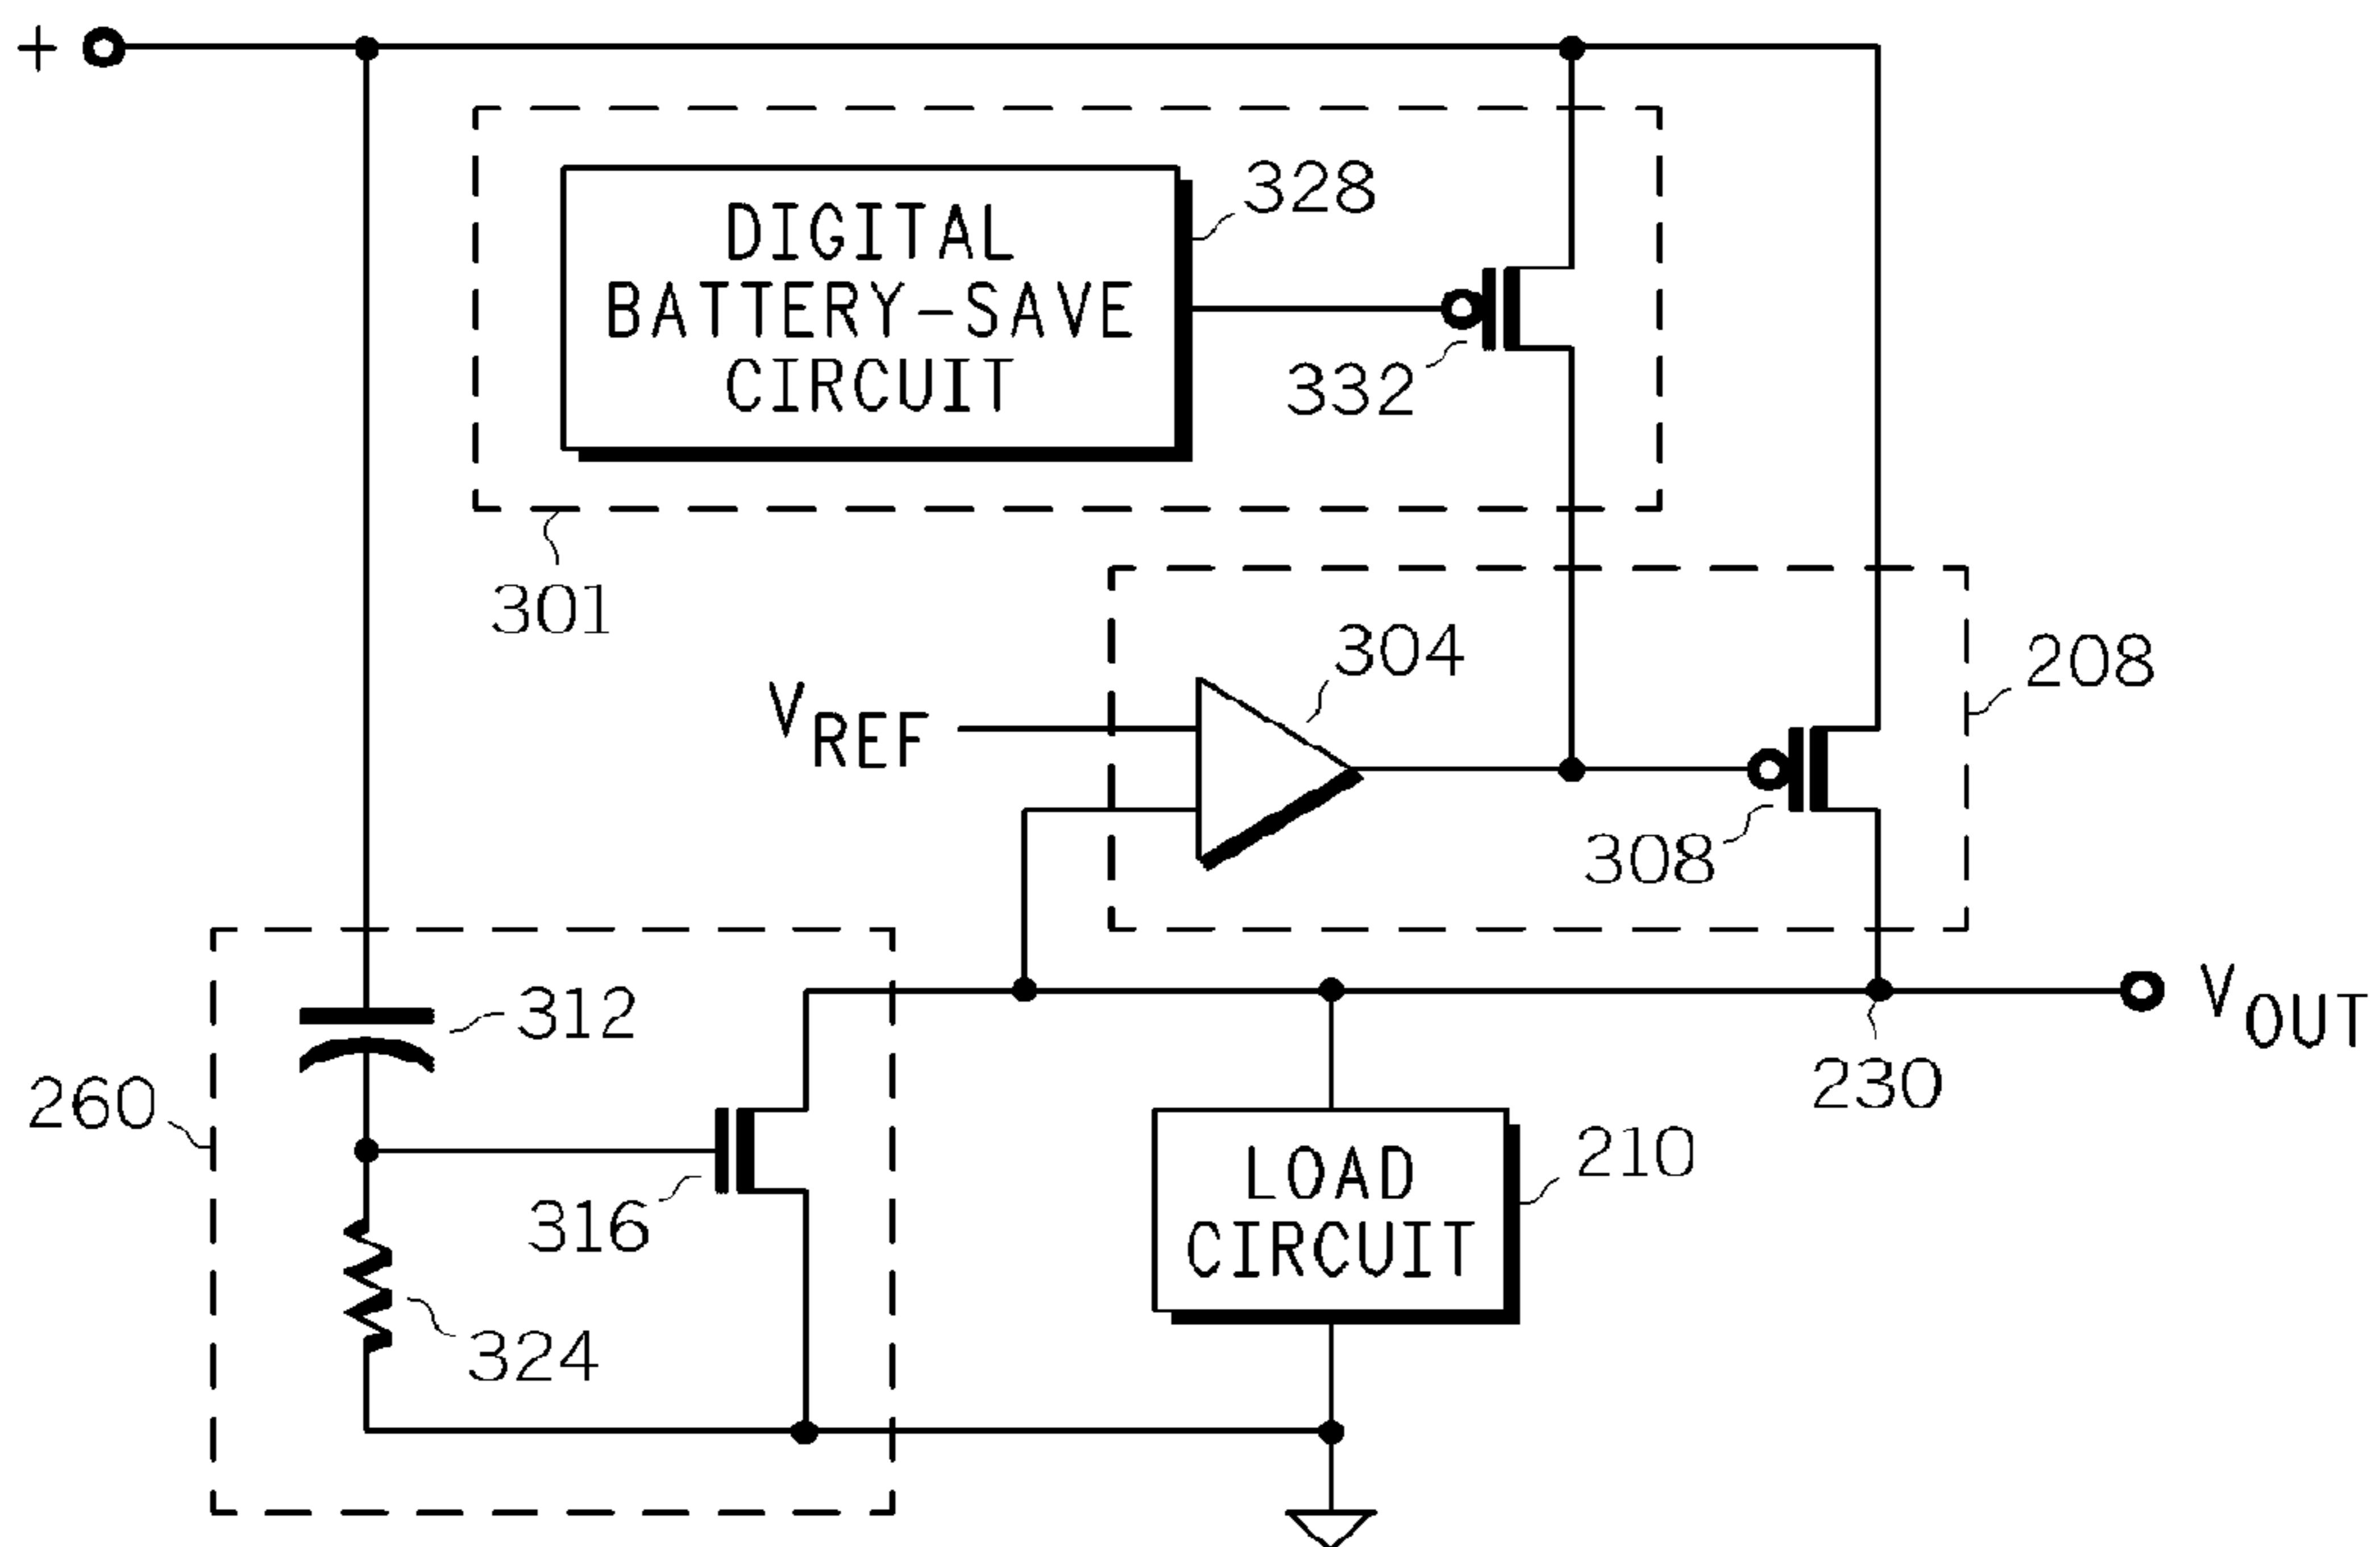 +
328
DIGITAL
BATTERY-SAVE
CIRCUIT
332
301
304
208
VREF
308
312
VOUT
230
260
316
210
LOAD
CIRCUIT
324